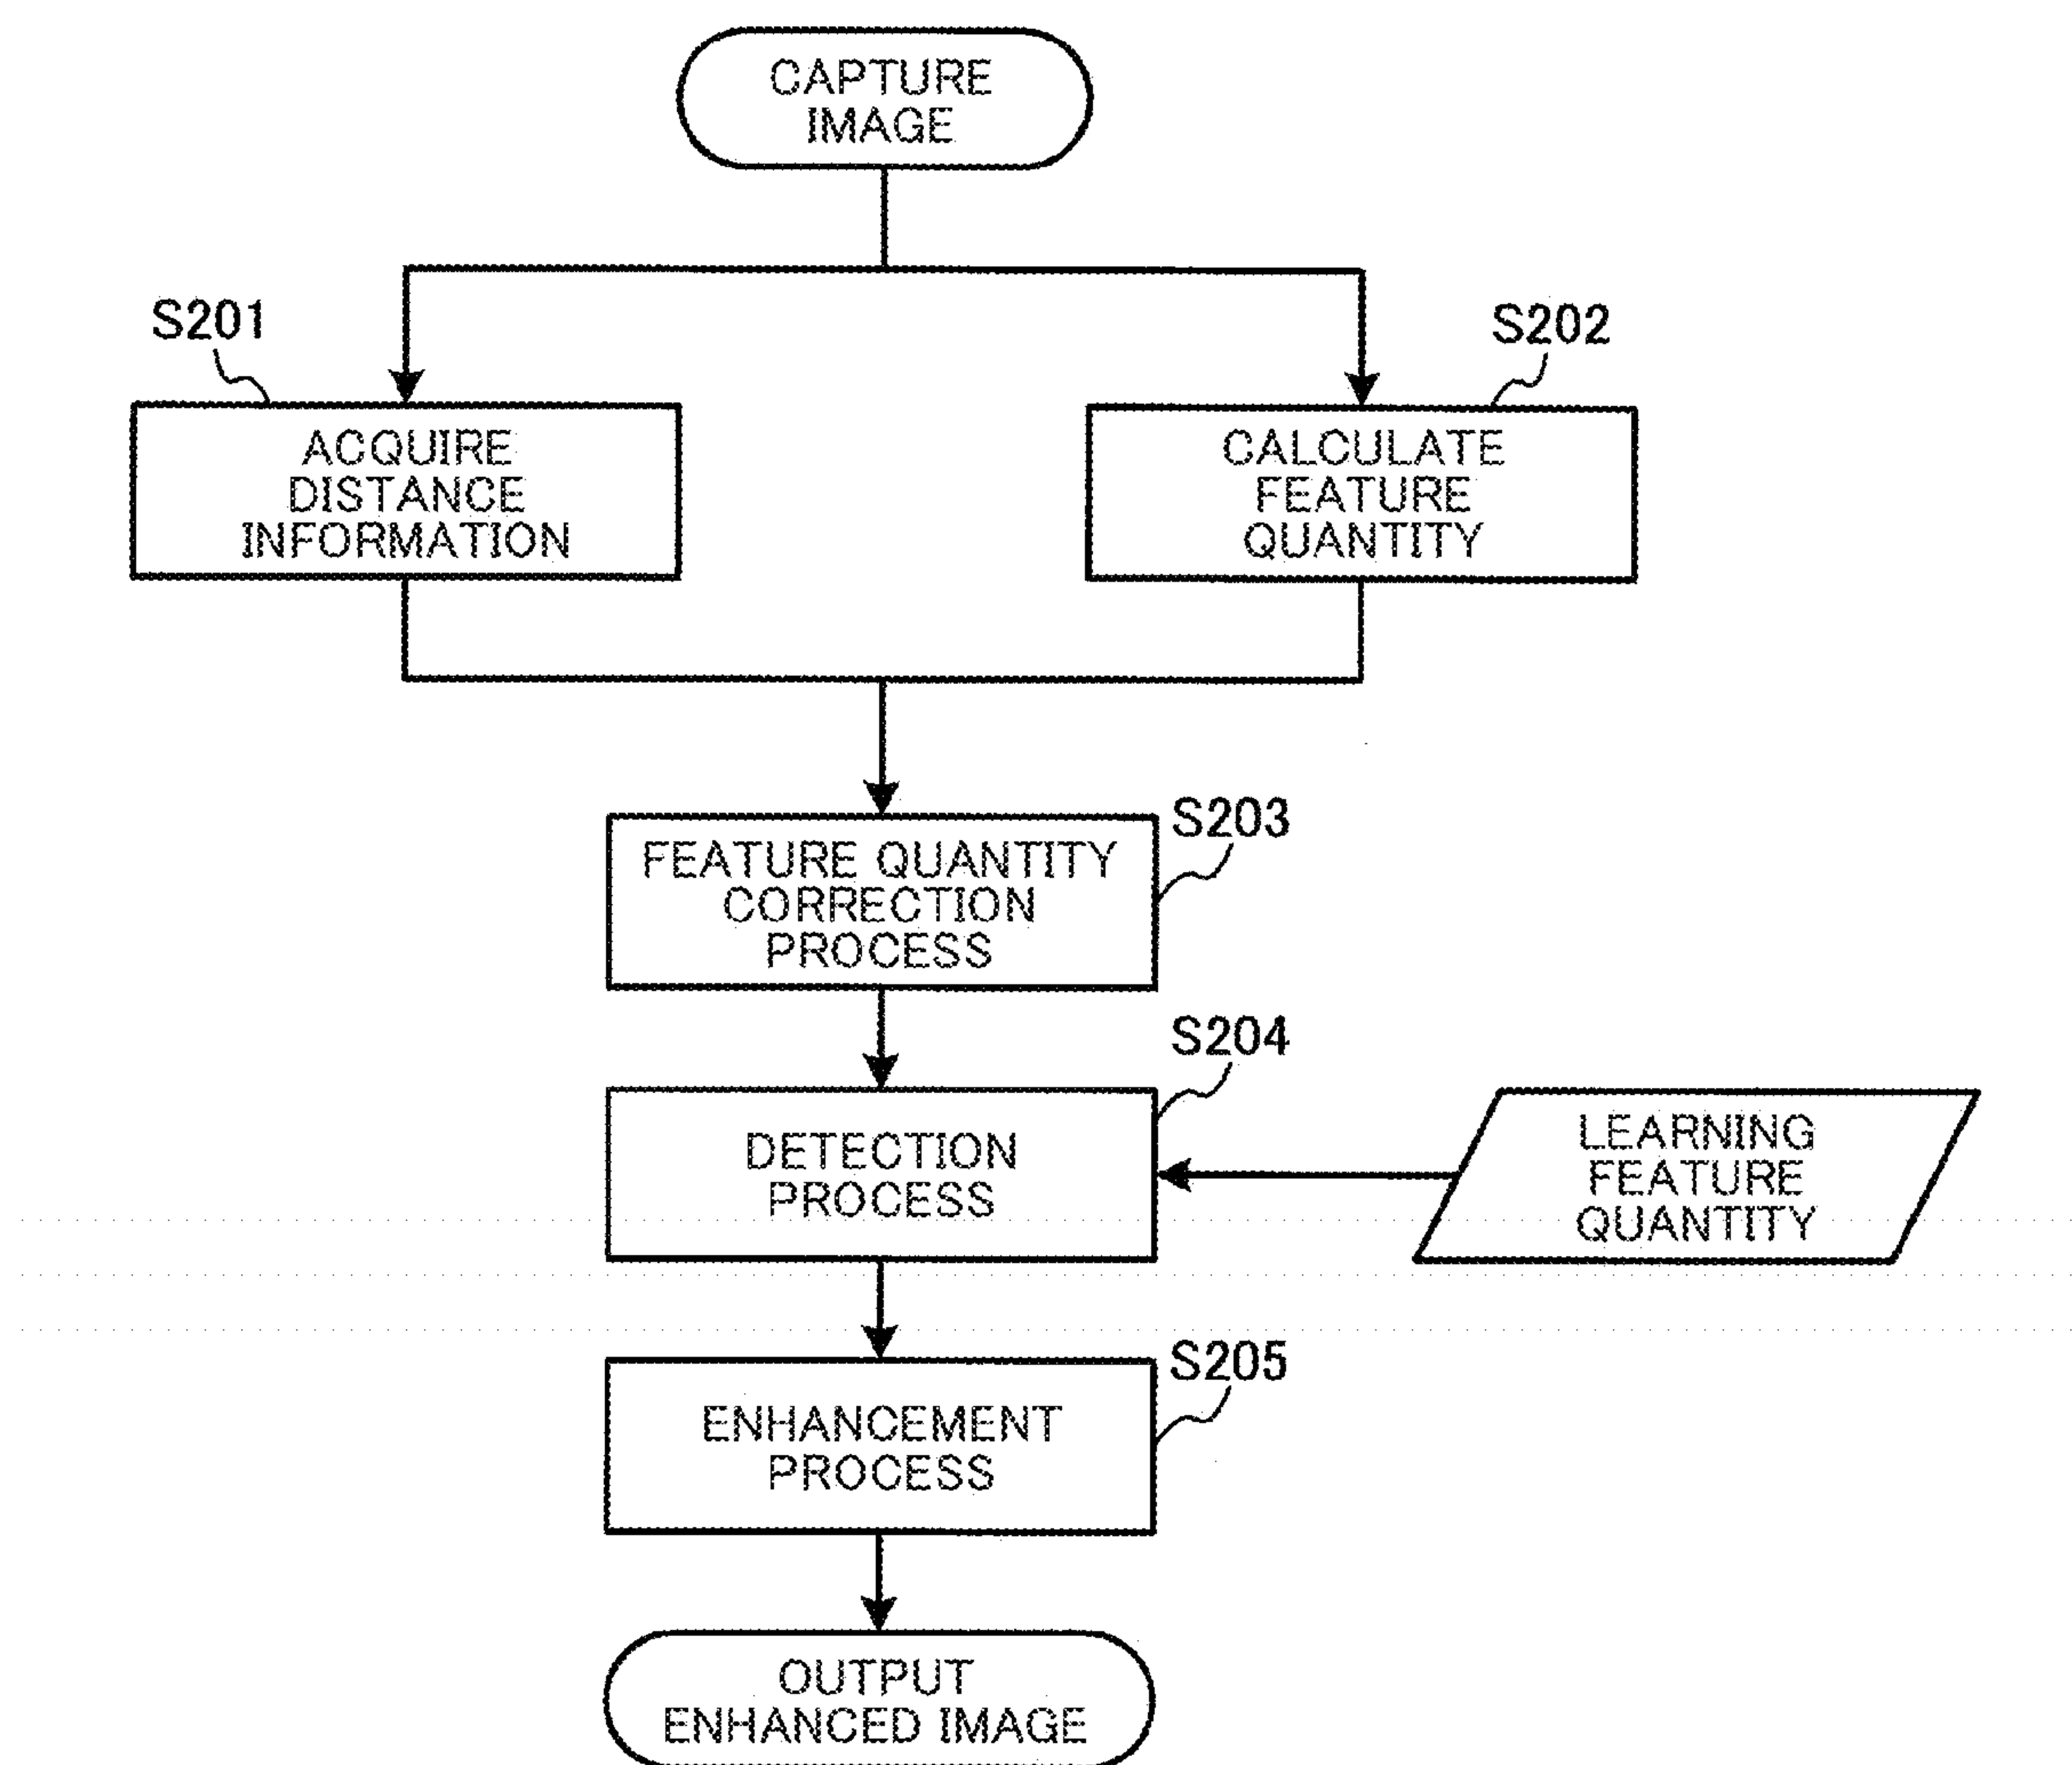 CAPTURE
IMAGE
S201
S202
ACQUIRE
DISTANCE
INFORMATION
CALCULATE
FEATURE
QUANTITY
S203
FEATURE QUANTITY
CORRECTION
PROCESS
S204
DETECTION
PROCESS
LEARNING
FEATURE
QUANTITY
S205
ENHANCEMENT
PROCESS
OUTPUT
ENHANCED IMAGE